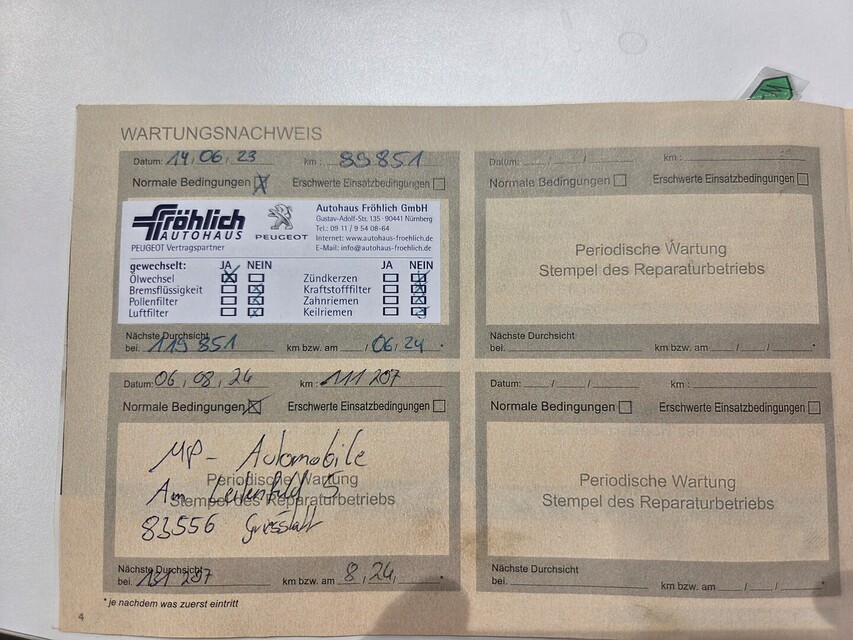 WARTUNGSNACHWEIS
Datum: 14.06.23 km: 99851
Normale Bedingungen Erschwerte Einsatzbedingungen
Fröhlich
AUTOHAUS
PEUGEOT Vertragspartner
PEUGEOT
Autohaus Fröhlich GmbH
Gustav-Adolf-Str. 135 · 90441 Nürnberg
Tel.: 09 11 / 9 54 08-64
Internet: www.autohaus-froehlich.de
E-Mail: info@autohaus-froehlich.de
gewechselt: JA NEIN JA NEIN
Ölwechsel Zündkerzen
Bremsflüssigkeit Kraftstofffilter
Pollenfilter Zahnriemen
Luftfilter Keilriemen
Nächste Durchsicht
bei. 119 851 km bzw. am / 06.24 *
Datum: / / km:
Normale Bedingungen Erschwerte Einsatzbedingungen
Periodische Wartung
Stempel des Reparaturbetriebs
Nächste Durchsicht
bei. km bzw. am / / *
Datum: 06.08.24 km: 111 207
Normale Bedingungen Erschwerte Einsatzbedingungen
Periodische Wartung
Stempel des Reparaturbetriebs
MP - Automobile
Am 5
83556 Griesstätt
Nächste Durchsicht
bei. 131 207 km bzw. am 8.24. *
Datum: / / km:
Normale Bedingungen Erschwerte Einsatzbedingungen
Periodische Wartung
Stempel des Reparaturbetriebs
Nächste Durchsicht
bei. km bzw. am / / *
* je nachdem was zuerst eintritt
4